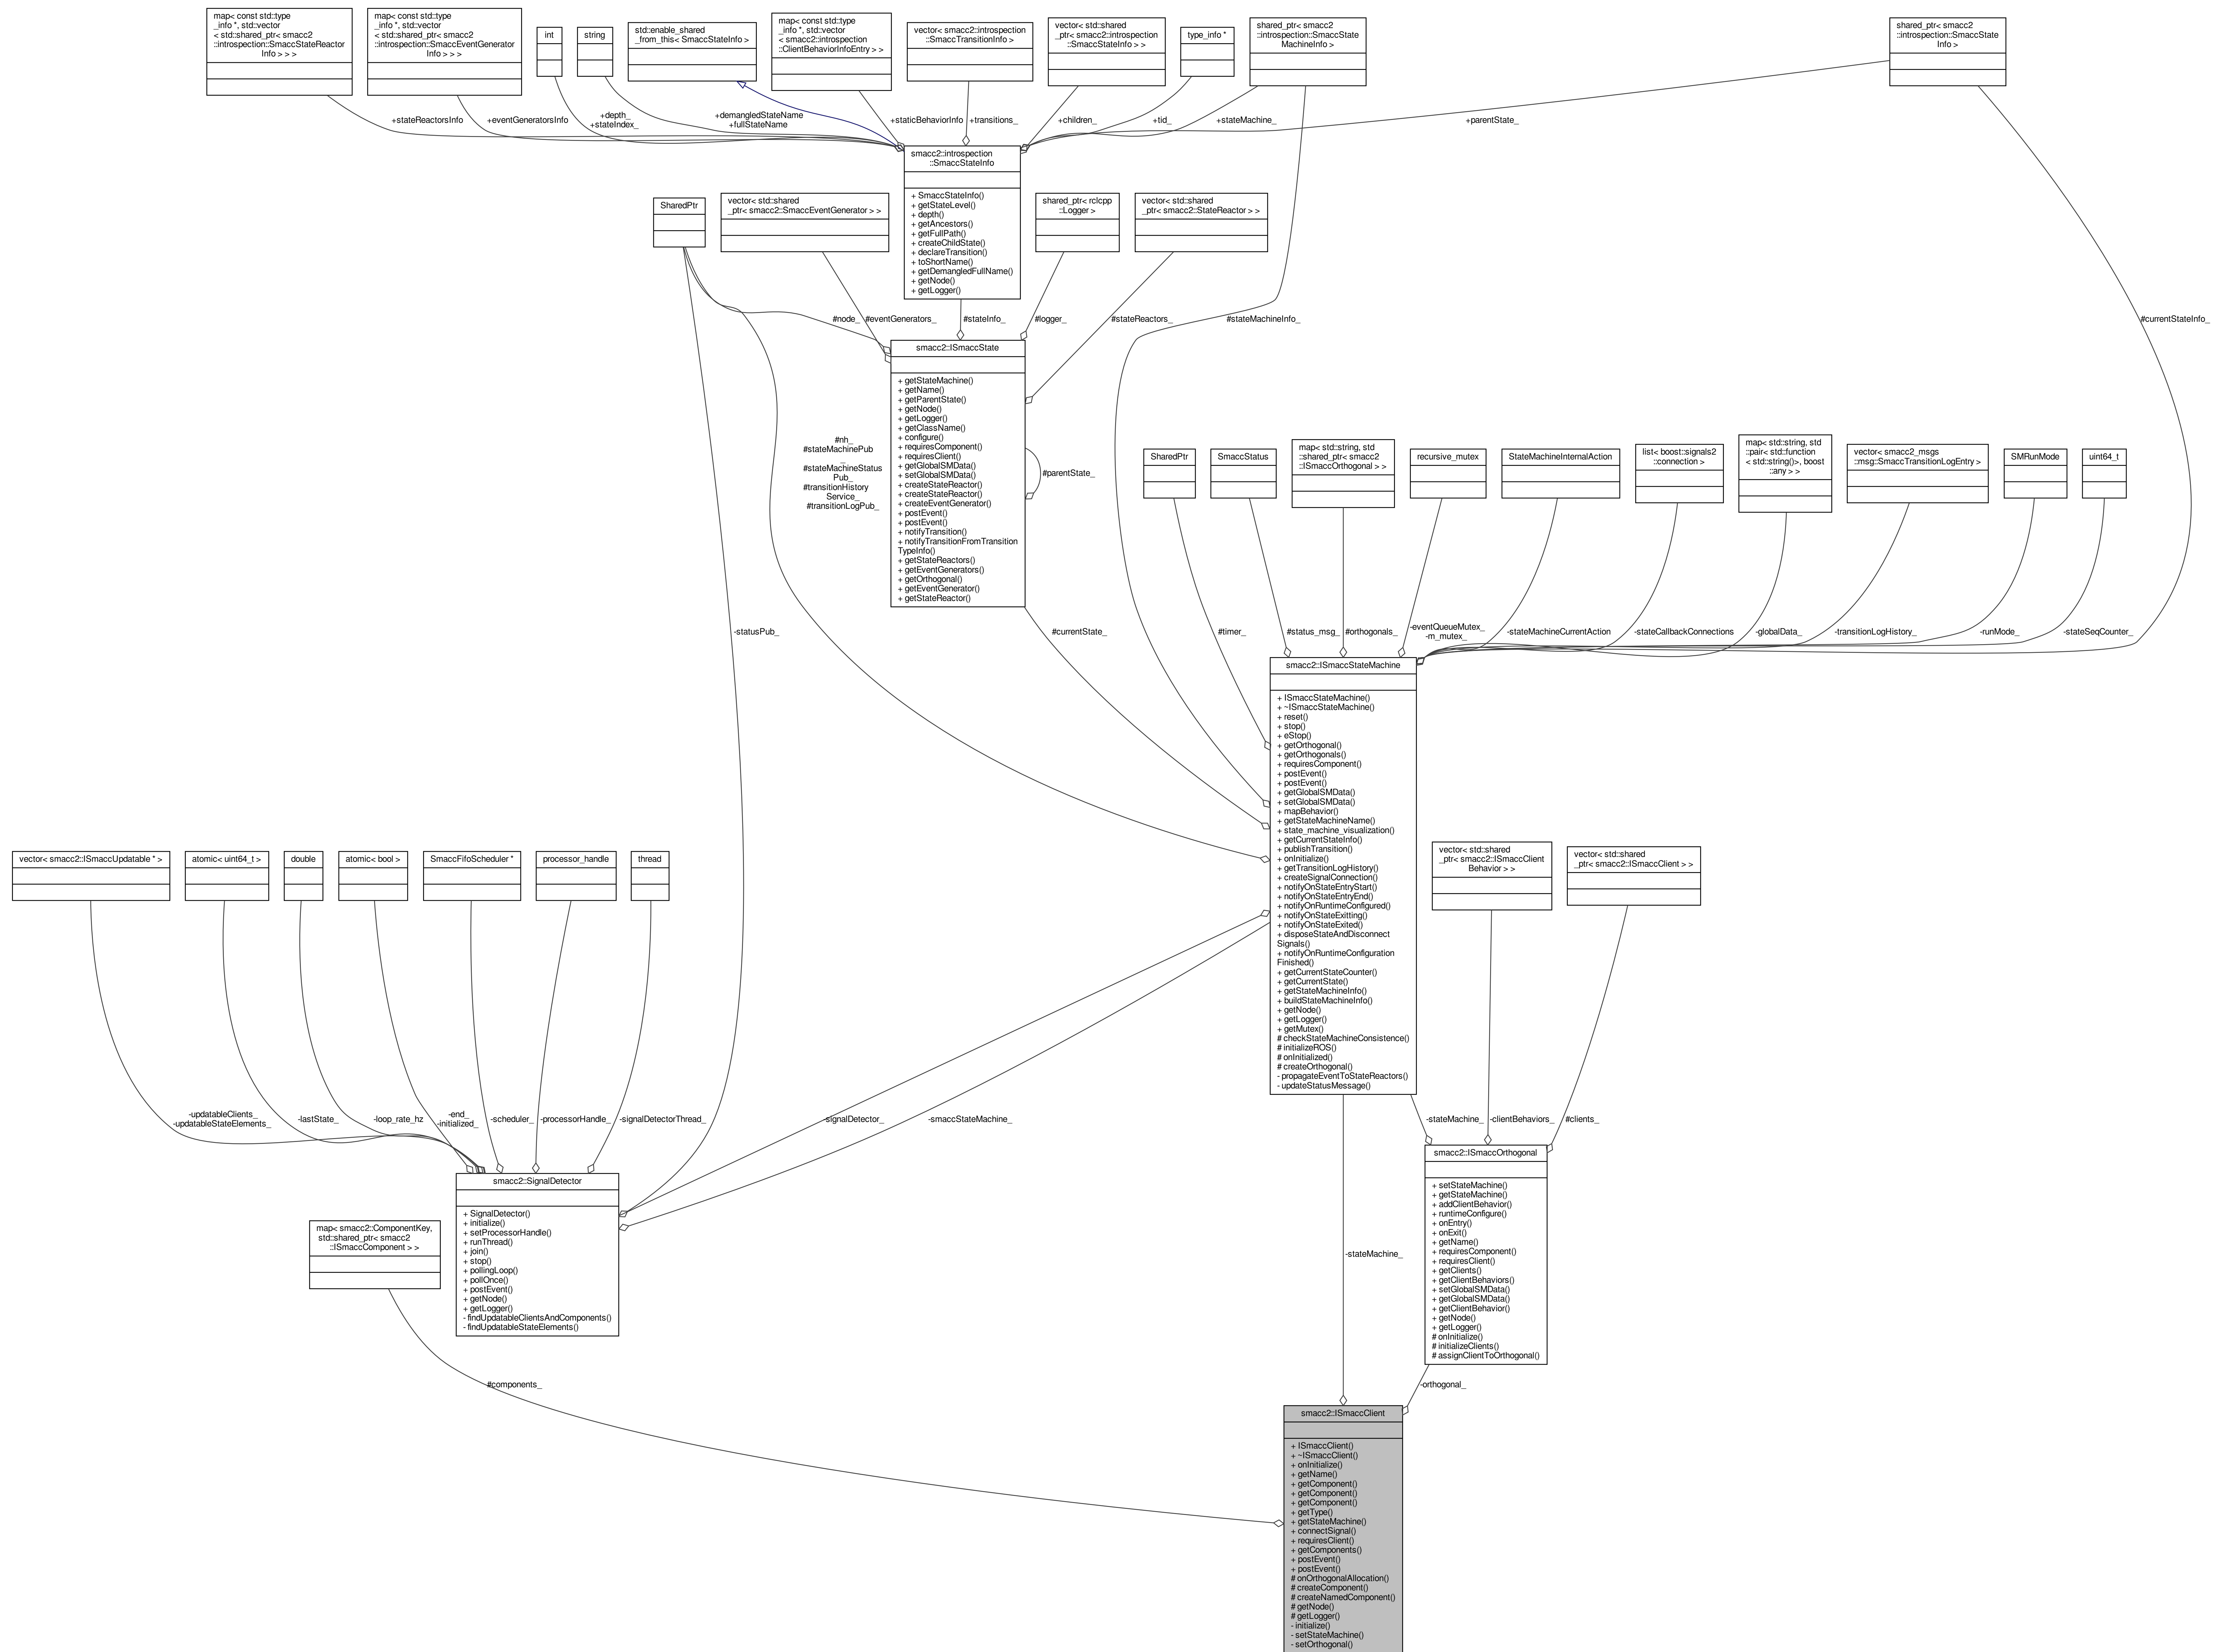 map< const std::type
_info *, std::vector
< std::shared_ptr< smacc2
::introspection::SmaccStateReactor
Info > > >
map< const std::type
_info *, std::vector
< std::shared_ptr< smacc2
::introspection::SmaccEventGenerator
Info > > >
int
string
std::enable_shared
_from_this< SmaccStateInfo >
map< const std::type
_info *, std::vector
< smacc2::introspection
::ClientBehaviorInfoEntry > >
vector< smacc2::introspection
::SmaccTransitionInfo >
vector< std::shared
_ptr< smacc2::introspection
::SmaccStateInfo > >
type_info *
shared_ptr< smacc2
::introspection::SmaccState
MachineInfo >
shared_ptr< smacc2
::introspection::SmaccState
Info >
+stateReactorsInfo
+eventGeneratorsInfo
+depth_
+stateIndex_
+demangledStateName
+fullStateName
+staticBehaviorInfo
+transitions_
+children_
+tid_
+stateMachine_
+parentState_
smacc2::introspection
::SmaccStateInfo
+ SmaccStateInfo()
+ getStateLevel()
+ depth()
+ getAncestors()
+ getFullPath()
+ createChildState()
+ declareTransition()
+ toShortName()
+ getDemangledFullName()
+ getNode()
+ getLogger()
SharedPtr
vector< std::shared
_ptr< smacc2::SmaccEventGenerator > >
shared_ptr< rclcpp
::Logger >
vector< std::shared
_ptr< smacc2::StateReactor > >
#node_
#eventGenerators_
#stateInfo_
#logger_
#stateReactors_
#stateMachineInfo_
#currentStateInfo_
smacc2::ISmaccState
+ getStateMachine()
+ getName()
+ getParentState()
+ getNode()
+ getLogger()
+ getClassName()
+ configure()
+ requiresComponent()
+ requiresClient()
+ getGlobalSMData()
+ setGlobalSMData()
+ createStateReactor()
+ createStateReactor()
+ createEventGenerator()
+ postEvent()
+ postEvent()
+ notifyTransition()
+ notifyTransitionFromTransition
TypeInfo()
+ getStateReactors()
+ getEventGenerators()
+ getOrthogonal()
+ getEventGenerator()
+ getStateReactor()
#parentState_
#nh_
#stateMachinePub
_
#stateMachineStatus
Pub_
#transitionHistory
Service_
#transitionLogPub_
SharedPtr
SmaccStatus
map< std::string, std
::shared_ptr< smacc2
::ISmaccOrthogonal > >
recursive_mutex
StateMachineInternalAction
list< boost::signals2
::connection >
map< std::string, std
::pair< std::function
< std::string()>, boost
::any > >
vector< smacc2_msgs
::msg::SmaccTransitionLogEntry >
SMRunMode
uint64_t
-statusPub_
#currentState_
#timer_
#status_msg_
#orthogonals_
-eventQueueMutex_
-m_mutex_
-stateMachineCurrentAction
-stateCallbackConnections
-globalData_
-transitionLogHistory_
-runMode_
-stateSeqCounter_
smacc2::ISmaccStateMachine
+ ISmaccStateMachine()
+ ~ISmaccStateMachine()
+ reset()
+ stop()
+ eStop()
+ getOrthogonal()
+ getOrthogonals()
+ requiresComponent()
+ postEvent()
+ postEvent()
+ getGlobalSMData()
+ setGlobalSMData()
+ mapBehavior()
+ getStateMachineName()
+ state_machine_visualization()
+ getCurrentStateInfo()
+ publishTransition()
+ onInitialize()
+ getTransitionLogHistory()
+ createSignalConnection()
+ notifyOnStateEntryStart()
+ notifyOnStateEntryEnd()
+ notifyOnRuntimeConfigured()
+ notifyOnStateExitting()
+ notifyOnStateExited()
+ disposeStateAndDisconnect
Signals()
+ notifyOnRuntimeConfiguration
Finished()
+ getCurrentStateCounter()
+ getCurrentState()
+ getStateMachineInfo()
+ buildStateMachineInfo()
+ getNode()
+ getLogger()
+ getMutex()
# checkStateMachineConsistence()
# initializeROS()
# onInitialized()
# createOrthogonal()
- propagateEventToStateReactors()
- updateStatusMessage()
vector< smacc2::ISmaccUpdatable * >
atomic< uint64_t >
double
atomic< bool >
SmaccFifoScheduler *
processor_handle
thread
vector< std::shared
_ptr< smacc2::ISmaccClient
Behavior > >
vector< std::shared
_ptr< smacc2::ISmaccClient > >
-updatableClients_
-updatableStateElements_
-lastState_
-loop_rate_hz
-end_
-initialized_
-scheduler_
-processorHandle_
-signalDetectorThread_
-signalDetector_
-smaccStateMachine_
-stateMachine_
-clientBehaviors_
#clients_
smacc2::SignalDetector
+ SignalDetector()
+ initialize()
+ setProcessorHandle()
+ runThread()
+ join()
+ stop()
+ pollingLoop()
+ pollOnce()
+ postEvent()
+ getNode()
+ getLogger()
- findUpdatableClientsAndComponents()
- findUpdatableStateElements()
map< smacc2::ComponentKey,
std::shared_ptr< smacc2
::ISmaccComponent > >
smacc2::ISmaccOrthogonal
+ setStateMachine()
+ getStateMachine()
+ addClientBehavior()
+ runtimeConfigure()
+ onEntry()
+ onExit()
+ getName()
+ requiresComponent()
+ requiresClient()
+ getClients()
+ getClientBehaviors()
+ setGlobalSMData()
+ getGlobalSMData()
+ getClientBehavior()
+ getNode()
+ getLogger()
# onInitialize()
# initializeClients()
# assignClientToOrthogonal()
-stateMachine_
#components_
-orthogonal_
smacc2::ISmaccClient
+ ISmaccClient()
+ ~ISmaccClient()
+ onInitialize()
+ getName()
+ getComponent()
+ getComponent()
+ getComponent()
+ getType()
+ getStateMachine()
+ connectSignal()
+ requiresClient()
+ getComponents()
+ postEvent()
+ postEvent()
# onOrthogonalAllocation()
# createComponent()
# createNamedComponent()
# getNode()
# getLogger()
- initialize()
- setStateMachine()
- setOrthogonal()